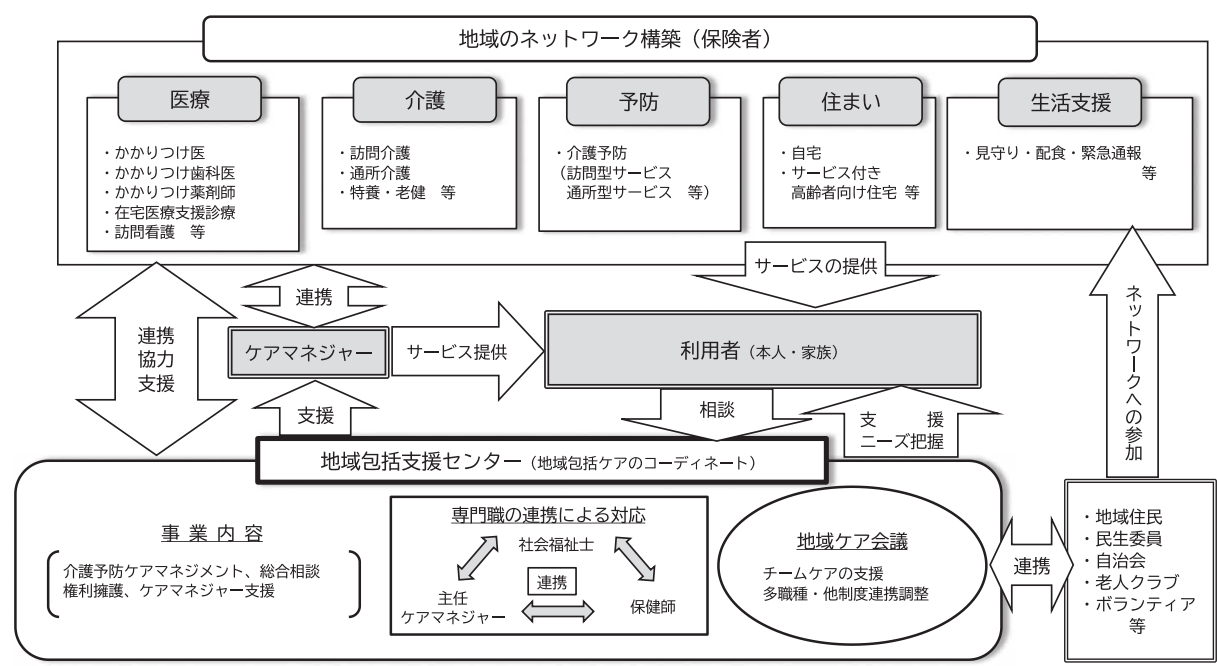 地域のネットワーク構築（保険者）
医療
・かかりつけ医
・かかりつけ歯科医
・かかりつけ薬剤師
・在宅医療支援診療
・訪問看護　等
介護
・訪問介護
・通所介護
・特養・老健　等
予防
・介護予防
（訪問型サービス
通所型サービス　等）
住まい
・自宅
・サービス付き
高齢者向け住宅 等
生活支援
・見守り・配食・緊急通報
等
サービスの提供
連携
連携
協力
支援
ケアマネジャー
サービス提供
利用者（本人・家族）
ネットワークへの参加
支援
相談
支　　援
ニーズ把握
地域包括支援センター（地域包括ケアのコーディネート）
事 業 内 容
介護予防ケアマネジメント、総合相談
権利擁護、ケアマネジャー支援
専門職の連携による対応
社会福祉士
連携
主任
ケアマネジャー
保健師
地域ケア会議
チームケアの支援
多職種・他制度連携調整
連携
・地域住民
・民生委員
・自治会
・老人クラブ
・ボランティア
等